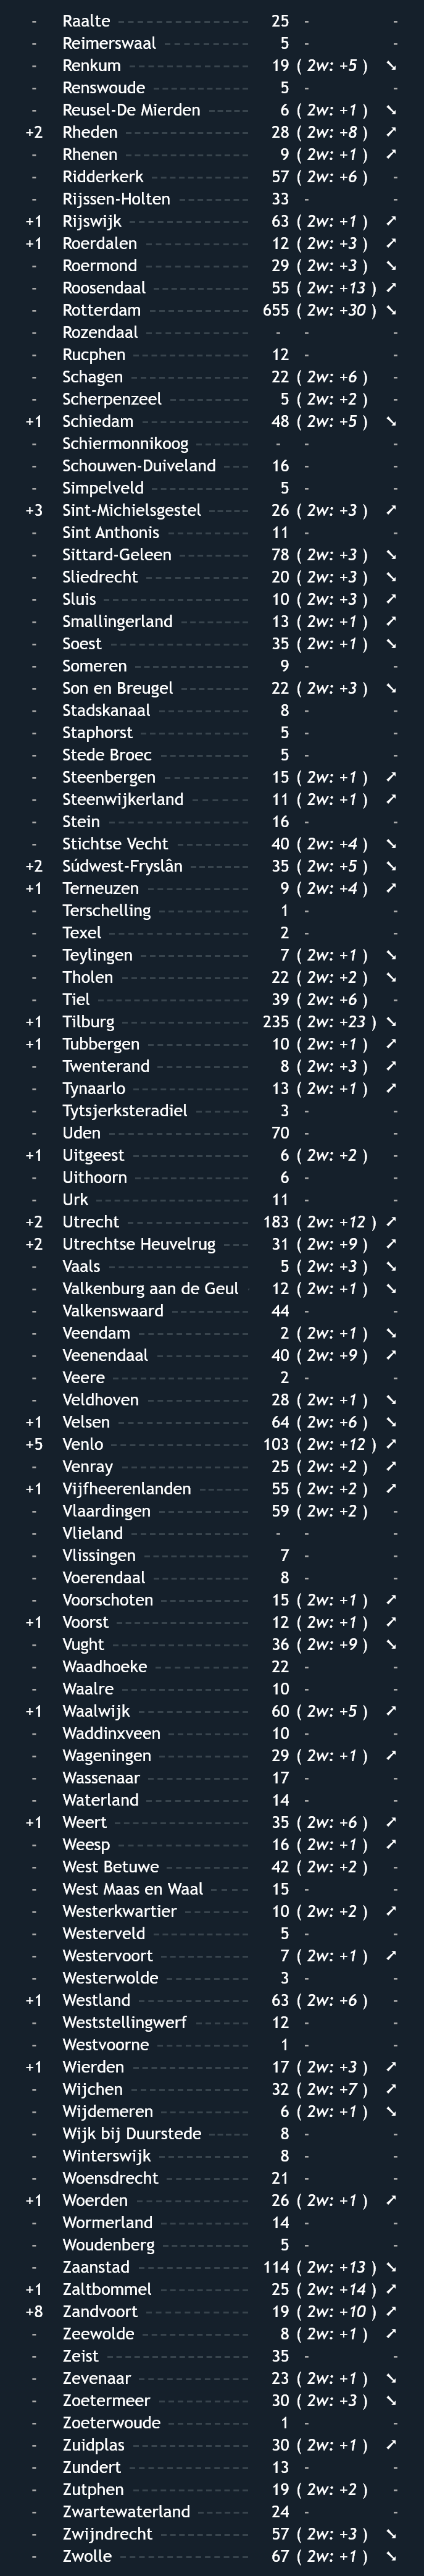 - Raalte 25 - -
- Reimerswaal 5 - -
- Renkum 19 ( 2w: +5 ) ➘
- Renswoude 5 - -
- Reusel-De Mierden 6 ( 2w: +1 ) ➘
+2 Rheden 28 ( 2w: +8 ) ➚
- Rhenen 9 ( 2w: +1 ) ➚
- Ridderkerk 57 ( 2w: +6 ) -
- Rijssen-Holten 33 - -
+1 Rijswijk 63 ( 2w: +1 ) ➚
+1 Roerdalen 12 ( 2w: +3 ) ➚
- Roermond 29 ( 2w: +3 ) ➘
- Roosendaal 55 ( 2w: +13 ) ➚
- Rotterdam 655 ( 2w: +30 ) ➘
- Rozendaal - - -
- Rucphen 12 - -
- Schagen 22 ( 2w: +6 ) -
- Scherpenzeel 5 ( 2w: +2 ) -
+1 Schiedam 48 ( 2w: +5 ) ➘
- Schiermonnikoog - - -
- Schouwen-Duiveland 16 - -
- Simpelveld 5 - -
+3 Sint-Michielsgestel 26 ( 2w: +3 ) ➚
- Sint Anthonis 11 - -
- Sittard-Geleen 78 ( 2w: +3 ) ➘
- Sliedrecht 20 ( 2w: +3 ) ➘
- Sluis 10 ( 2w: +3 ) ➚
- Smallingerland 13 ( 2w: +1 ) ➚
- Soest 35 ( 2w: +1 ) ➘
- Someren 9 - -
- Son en Breugel 22 ( 2w: +3 ) ➘
- Stadskanaal 8 - -
- Staphorst 5 - -
- Stede Broec 5 - -
- Steenbergen 15 ( 2w: +1 ) ➚
- Steenwijkerland 11 ( 2w: +1 ) ➚
- Stein 16 - -
- Stichtse Vecht 40 ( 2w: +4 ) ➘
+2 Súdwest-Fryslân 35 ( 2w: +5 ) ➘
+1 Terneuzen 9 ( 2w: +4 ) ➚
- Terschelling 1 - -
- Texel 2 - -
- Teylingen 7 ( 2w: +1 ) ➘
- Tholen 22 ( 2w: +2 ) ➘
- Tiel 39 ( 2w: +6 ) -
+1 Tilburg 235 ( 2w: +23 ) ➘
+1 Tubbergen 10 ( 2w: +1 ) ➚
- Twenterand 8 ( 2w: +3 ) ➚
- Tynaarlo 13 ( 2w: +1 ) ➚
- Tytsjerksteradiel 3 - -
- Uden 70 - -
+1 Uitgeest 6 ( 2w: +2 ) -
- Uithoorn 6 - -
- Urk 11 - -
+2 Utrecht 183 ( 2w: +12 ) ➚
+2 Utrechtse Heuvelrug 31 ( 2w: +9 ) ➚
- Vaals 5 ( 2w: +3 ) ➘
- Valkenburg aan de Geul 12 ( 2w: +1 ) ➘
- Valkenswaard 44 - -
- Veendam 2 ( 2w: +1 ) ➘
- Veenendaal 40 ( 2w: +9 ) ➚
- Veere 2 - -
- Veldhoven 28 ( 2w: +1 ) ➘
+1 Velsen 64 ( 2w: +6 ) ➘
+5 Venlo 103 ( 2w: +12 ) ➚
- Venray 25 ( 2w: +2 ) ➚
+1 Vijfheerenlanden 55 ( 2w: +2 ) ➚
- Vlaardingen 59 ( 2w: +2 ) -
- Vlieland - - -
- Vlissingen 7 - -
- Voerendaal 8 - -
- Voorschoten 15 ( 2w: +1 ) ➚
+1 Voorst 12 ( 2w: +1 ) ➚
- Vught 36 ( 2w: +9 ) ➘
- Waadhoeke 22 - -
- Waalre 10 - -
+1 Waalwijk 60 ( 2w: +5 ) ➚
- Waddinxveen 10 - -
- Wageningen 29 ( 2w: +1 ) ➚
- Wassenaar 17 - -
- Waterland 14 - -
+1 Weert 35 ( 2w: +6 ) ➚
- Weesp 16 ( 2w: +1 ) ➚
- West Betuwe 42 ( 2w: +2 ) -
- West Maas en Waal 15 - -
- Westerkwartier 10 ( 2w: +2 ) ➚
- Westerveld 5 - -
- Westervoort 7 ( 2w: +1 ) ➚
- Westerwolde 3 - -
+1 Westland 63 ( 2w: +6 ) -
- Weststellingwerf 12 - -
- Westvoorne 1 - -
+1 Wierden 17 ( 2w: +3 ) ➚
- Wijchen 32 ( 2w: +7 ) ➚
- Wijdemeren 6 ( 2w: +1 ) ➘
- Wijk bij Duurstede 8 - -
- Winterswijk 8 - -
- Woensdrecht 21 - -
+1 Woerden 26 ( 2w: +1 ) ➚
- Wormerland 14 - -
- Woudenberg 5 - -
- Zaanstad 114 ( 2w: +13 ) ➘
+1 Zaltbommel 25 ( 2w: +14 ) ➚
+8 Zandvoort 19 ( 2w: +10 ) ➚
- Zeewolde 8 ( 2w: +1 ) ➚
- Zeist 35 - -
- Zevenaar 23 ( 2w: +1 ) ➘
- Zoetermeer 30 ( 2w: +3 ) ➘
- Zoeterwoude 1 - -
- Zuidplas 30 ( 2w: +1 ) ➚
- Zundert 13 - -
- Zutphen 19 ( 2w: +2 ) -
- Zwartewaterland 24 - -
- Zwijndrecht 57 ( 2w: +3 ) ➘
- Zwolle 67 ( 2w: +1 ) ➘